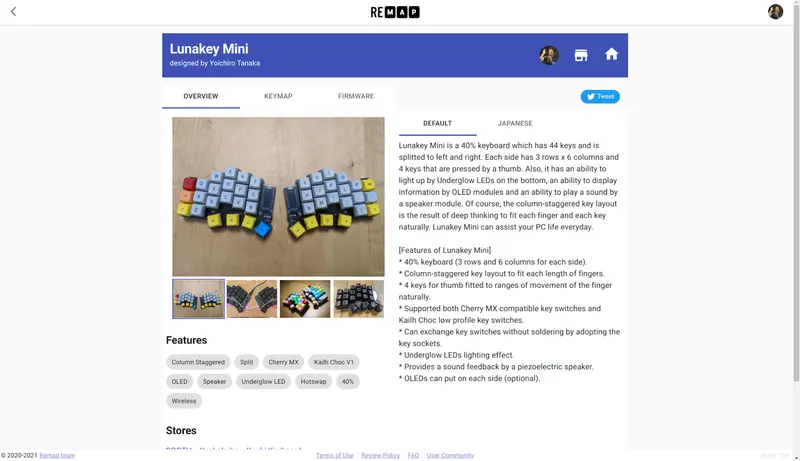 REMAP
Lunakey Mini
designed by Yoichiro Tanaka
OVERVIEW
KEYMAP
FIRMWARE
Tweet
DEFAULT
JAPANESE
Lunakey Mini is a 40% keyboard which has 44 keys and is
splitted to left and right. Each side has 3 rows x 6 columns and
4 keys that are pressed by a thumb. Also, it has an ability to
light up by Underglow LEDs on the bottom, an ability to display
information by OLED modules and an ability to play a sound by
a speaker module. Of course, the column-staggered key layout
is the result of deep thinking to fit each finger and each key
naturally. Lunakey Mini can assist your PC life everyday.
[Features of Lunakey Mini]
* 40% keyboard (3 rows and 6 columns for each side).
* Column-staggered key layout to fit each length of fingers.
* 4 keys for thumb fitted to ranges of movement of the finger
naturally.
* Supported both Cherry MX compatible key switches and
Kailh Choc low profile key switches.
* Can exchange key switches without soldering by adopting the
key sockets.
* Underglow LEDs lighting effect.
* Provides a sound feedback by a piezoelectric speaker.
* OLEDs can put on each side (optional).
Features
Column Staggered
Split
Cherry MX
Kailh Choc V1
OLED
Speaker
Underglow LED
Hotswap
40%
Wireless
Stores
© 2020-2021 Remap team
Terms of Use
Review Policy
FAQ
User Community